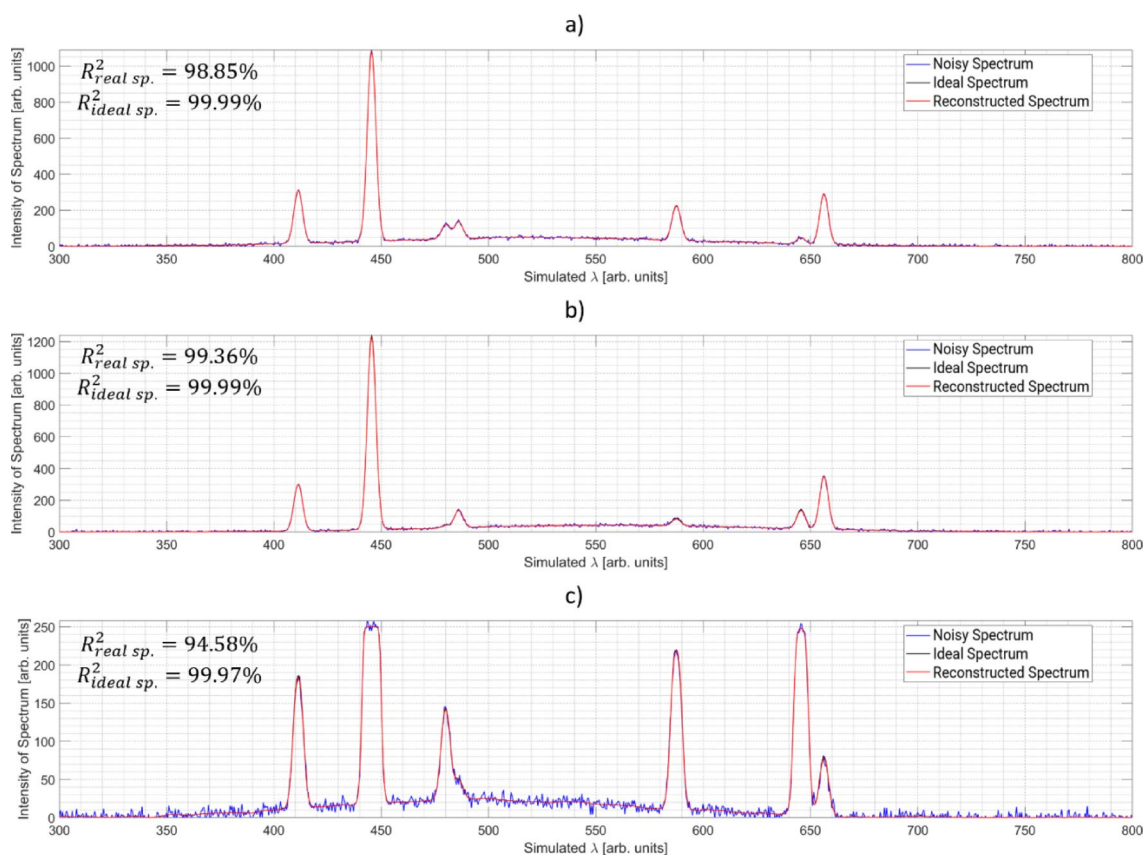 a)
Intensity of Spectrum [arb. units]
1000
800
600
400
200
0
R²real sp. = 98.85%
R²ideal sp. = 99.99%
Noisy Spectrum
Ideal Spectrum
Reconstructed Spectrum
300 350 400 450 500 550 600 650 700 750 800
Simulated λ [arb. units]
b)
Intensity of Spectrum [arb. units]
1200
1000
800
600
400
200
0
R²real sp. = 99.36%
R²ideal sp. = 99.99%
Noisy Spectrum
Ideal Spectrum
Reconstructed Spectrum
300 350 400 450 500 550 600 650 700 750 800
Simulated λ [arb. units]
c)
Intensity of Spectrum [arb. units]
250
200
150
100
50
0
R²real sp. = 94.58%
R²ideal sp. = 99.97%
Noisy Spectrum
Ideal Spectrum
Reconstructed Spectrum
300 350 400 450 500 550 600 650 700 750 800
Simulated λ [arb. units]